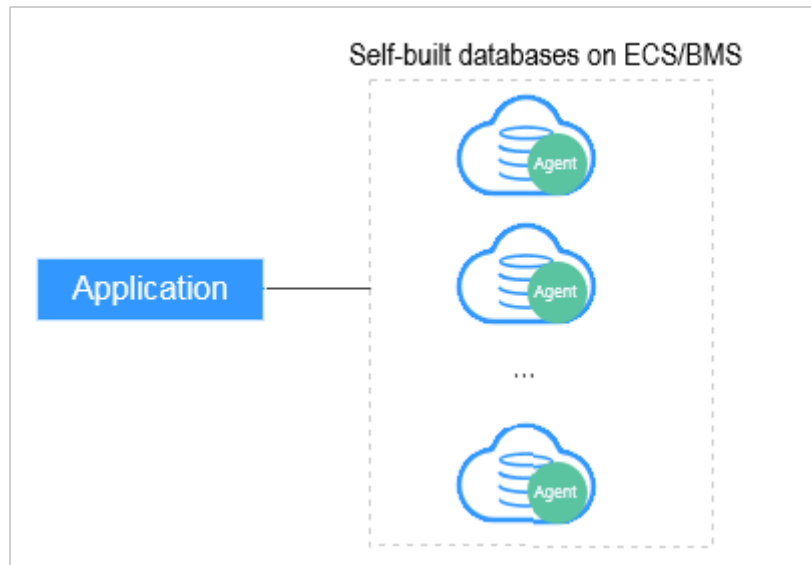 Self-built databases on ECS/BMS
Agent
Application
Agent
...
Agent